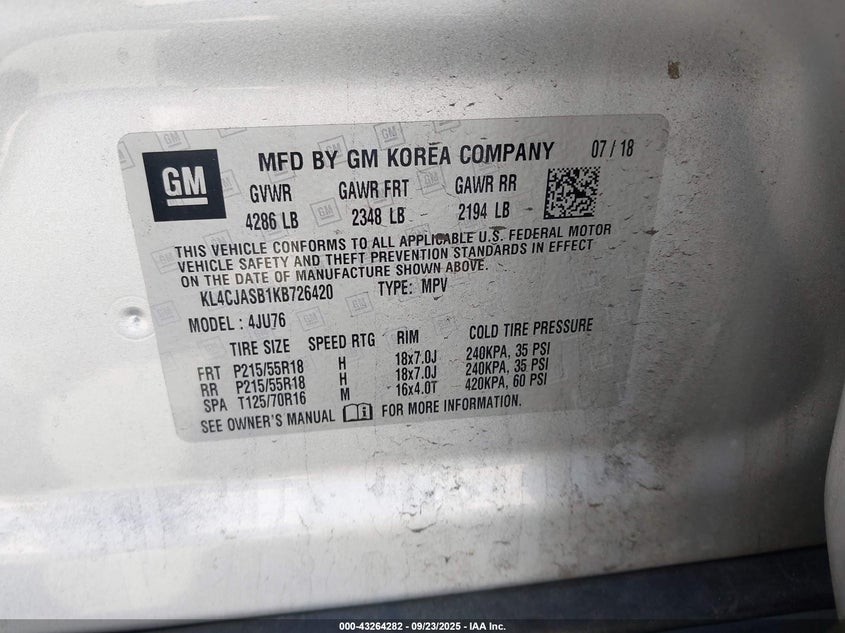 GM
MFD BY GM KOREA COMPANY 07 / 18
GVWR GAWR FRT GAWR RR
4286 LB 2348 LB 2194 LB
THIS VEHICLE CONFORMS TO ALL APPLICABLE U.S. FEDERAL MOTOR
VEHICLE SAFETY AND THEFT PREVENTION STANDARDS IN EFFECT
ON THE DATE OF MANUFACTURE SHOWN ABOVE.
KL4CJASB1KB726420 TYPE: MPV
MODEL : 4JU76
TIRE SIZE SPEED RTG RIM COLD TIRE PRESSURE
FRT P215/55R18 H 18x7.0J 240KPA, 35 PSI
RR P215/55R18 H 18x7.0J 240KPA, 35 PSI
SPA T125/70R16 M 16x4.0T 420KPA, 60 PSI
SEE OWNER'S MANUAL FOR MORE INFORMATION.
000-43264282 - 09/23/2025 - IAA Inc.